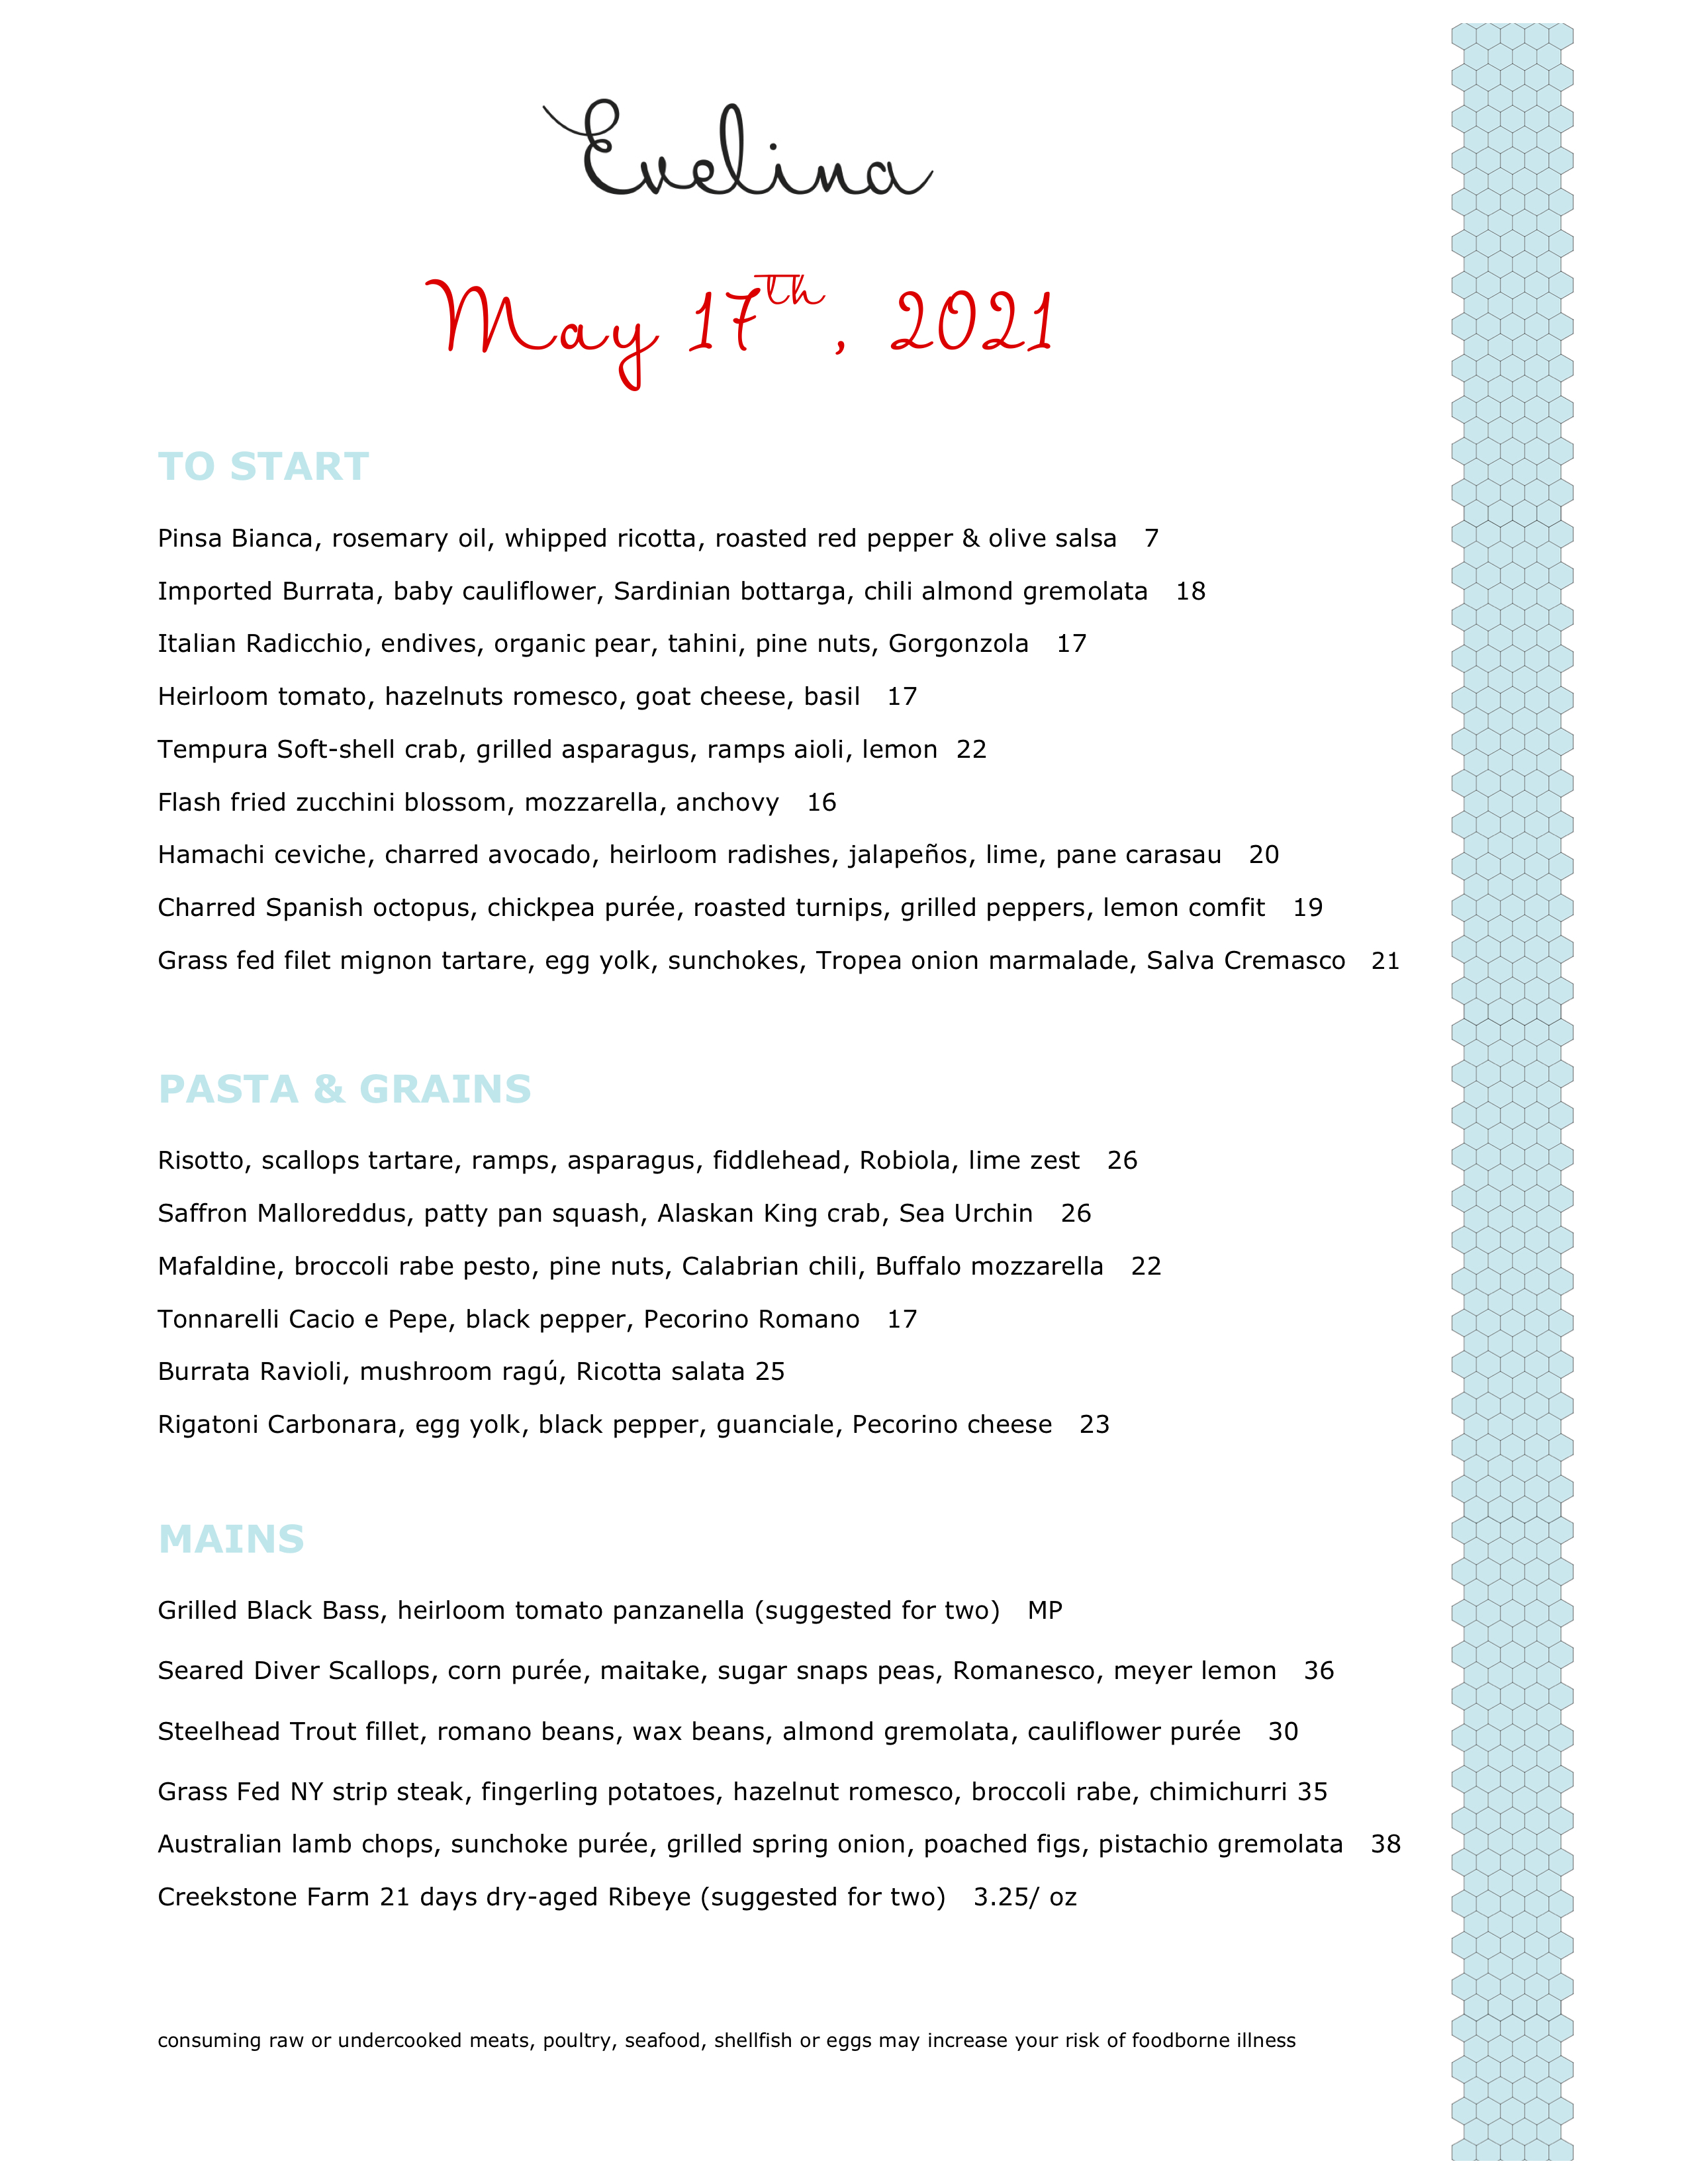 Evelina
May 17th, 2021
TO START
Pinsa Bianca, rosemary oil, whipped ricotta, roasted red pepper & olive salsa 7
Imported Burrata, baby cauliflower, Sardinian bottarga, chili almond gremolata 18
Italian Radicchio, endives, organic pear, tahini, pine nuts, Gorgonzola 17
Heirloom tomato, hazelnuts romesco, goat cheese, basil 17
Tempura Soft-shell crab, grilled asparagus, ramps aioli, lemon 22
Flash fried zucchini blossom, mozzarella, anchovy 16
Hamachi ceviche, charred avocado, heirloom radishes, jalapeños, lime, pane carasau 20
Charred Spanish octopus, chickpea purée, roasted turnips, grilled peppers, lemon comfit 19
Grass fed filet mignon tartare, egg yolk, sunchokes, Tropea onion marmalade, Salva Cremasco 21
PASTA & GRAINS
Risotto, scallops tartare, ramps, asparagus, fiddlehead, Robiola, lime zest 26
Saffron Malloreddus, patty pan squash, Alaskan King crab, Sea Urchin 26
Mafaldine, broccoli rabe pesto, pine nuts, Calabrian chili, Buffalo mozzarella 22
Tonnarelli Cacio e Pepe, black pepper, Pecorino Romano 17
Burrata Ravioli, mushroom ragú, Ricotta salata 25
Rigatoni Carbonara, egg yolk, black pepper, guanciale, Pecorino cheese 23
MAINS
Grilled Black Bass, heirloom tomato panzanella (suggested for two) MP
Seared Diver Scallops, corn purée, maitake, sugar snaps peas, Romanesco, meyer lemon 36
Steelhead Trout fillet, romano beans, wax beans, almond gremolata, cauliflower purée 30
Grass Fed NY strip steak, fingerling potatoes, hazelnut romesco, broccoli rabe, chimichurri 35
Australian lamb chops, sunchoke purée, grilled spring onion, poached figs, pistachio gremolata 38
Creekstone Farm 21 days dry-aged Ribeye (suggested for two) 3.25/ oz
consuming raw or undercooked meats, poultry, seafood, shellfish or eggs may increase your risk of foodborne illness